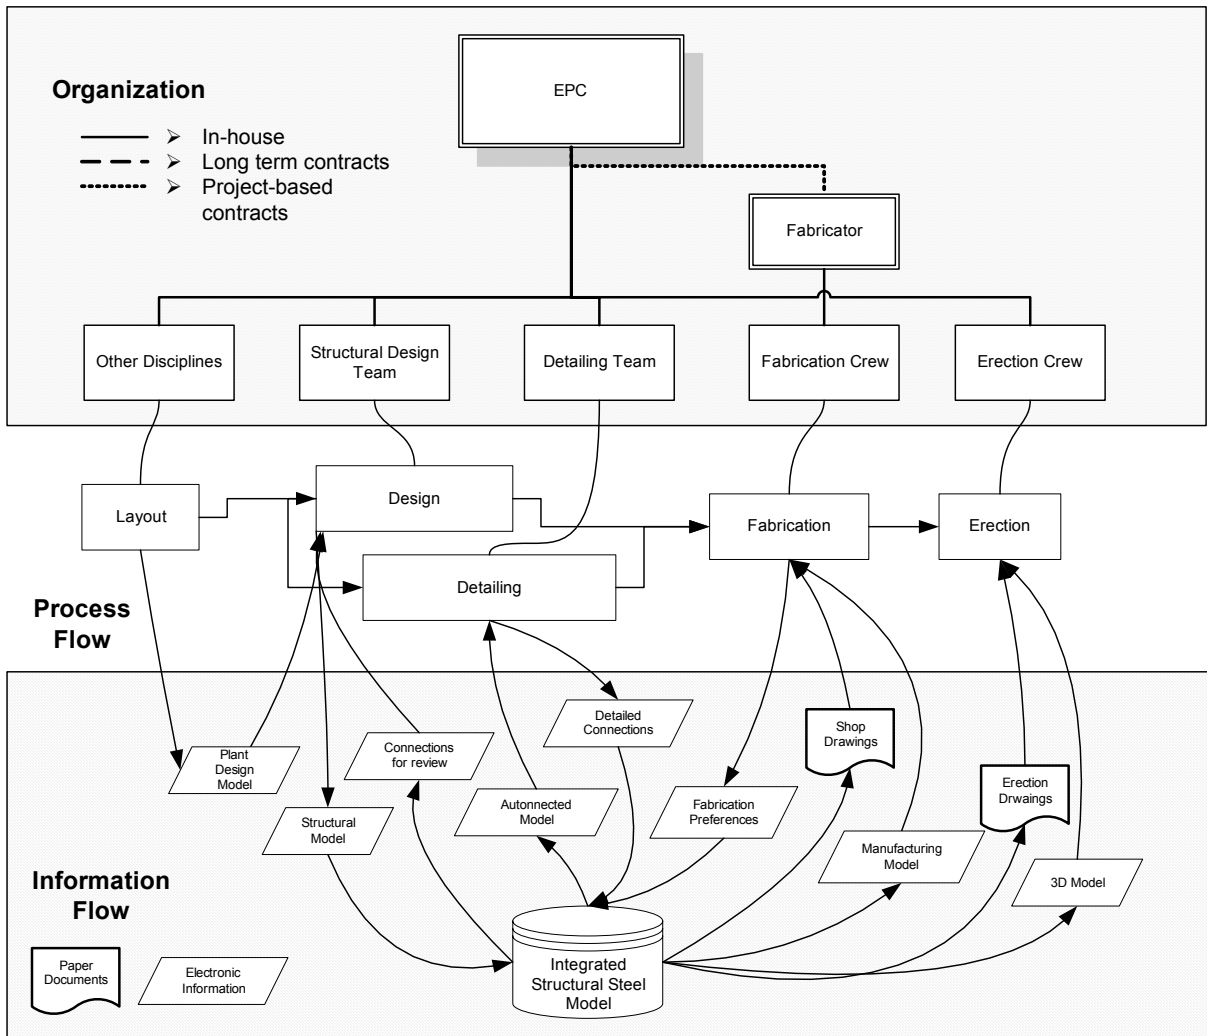 EPC
Organization
➢ In-house
➢ Long term contracts
➢ Project-based
contracts
Fabricator
Other Disciplines
Structural Design
Team
Detailing Team
Fabrication Crew
Erection Crew
Layout
Design
Detailing
Fabrication
Erection
Process
Flow
Plant
Design
Model
Structural
Model
Connections
for review
Autonnected
Model
Detailed
Connections
Fabrication
Preferences
Shop
Drawings
Manufacturing
Model
Erection Drwaings
3D Model
Information
Flow
Paper
Documents
Electronic
Information
Integrated
Structural Steel
Model